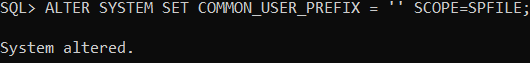 SQL> ALTER SYSTEM SET COMMON_USER_PREFIX = '' SCOPE=SPFILE;
System altered.